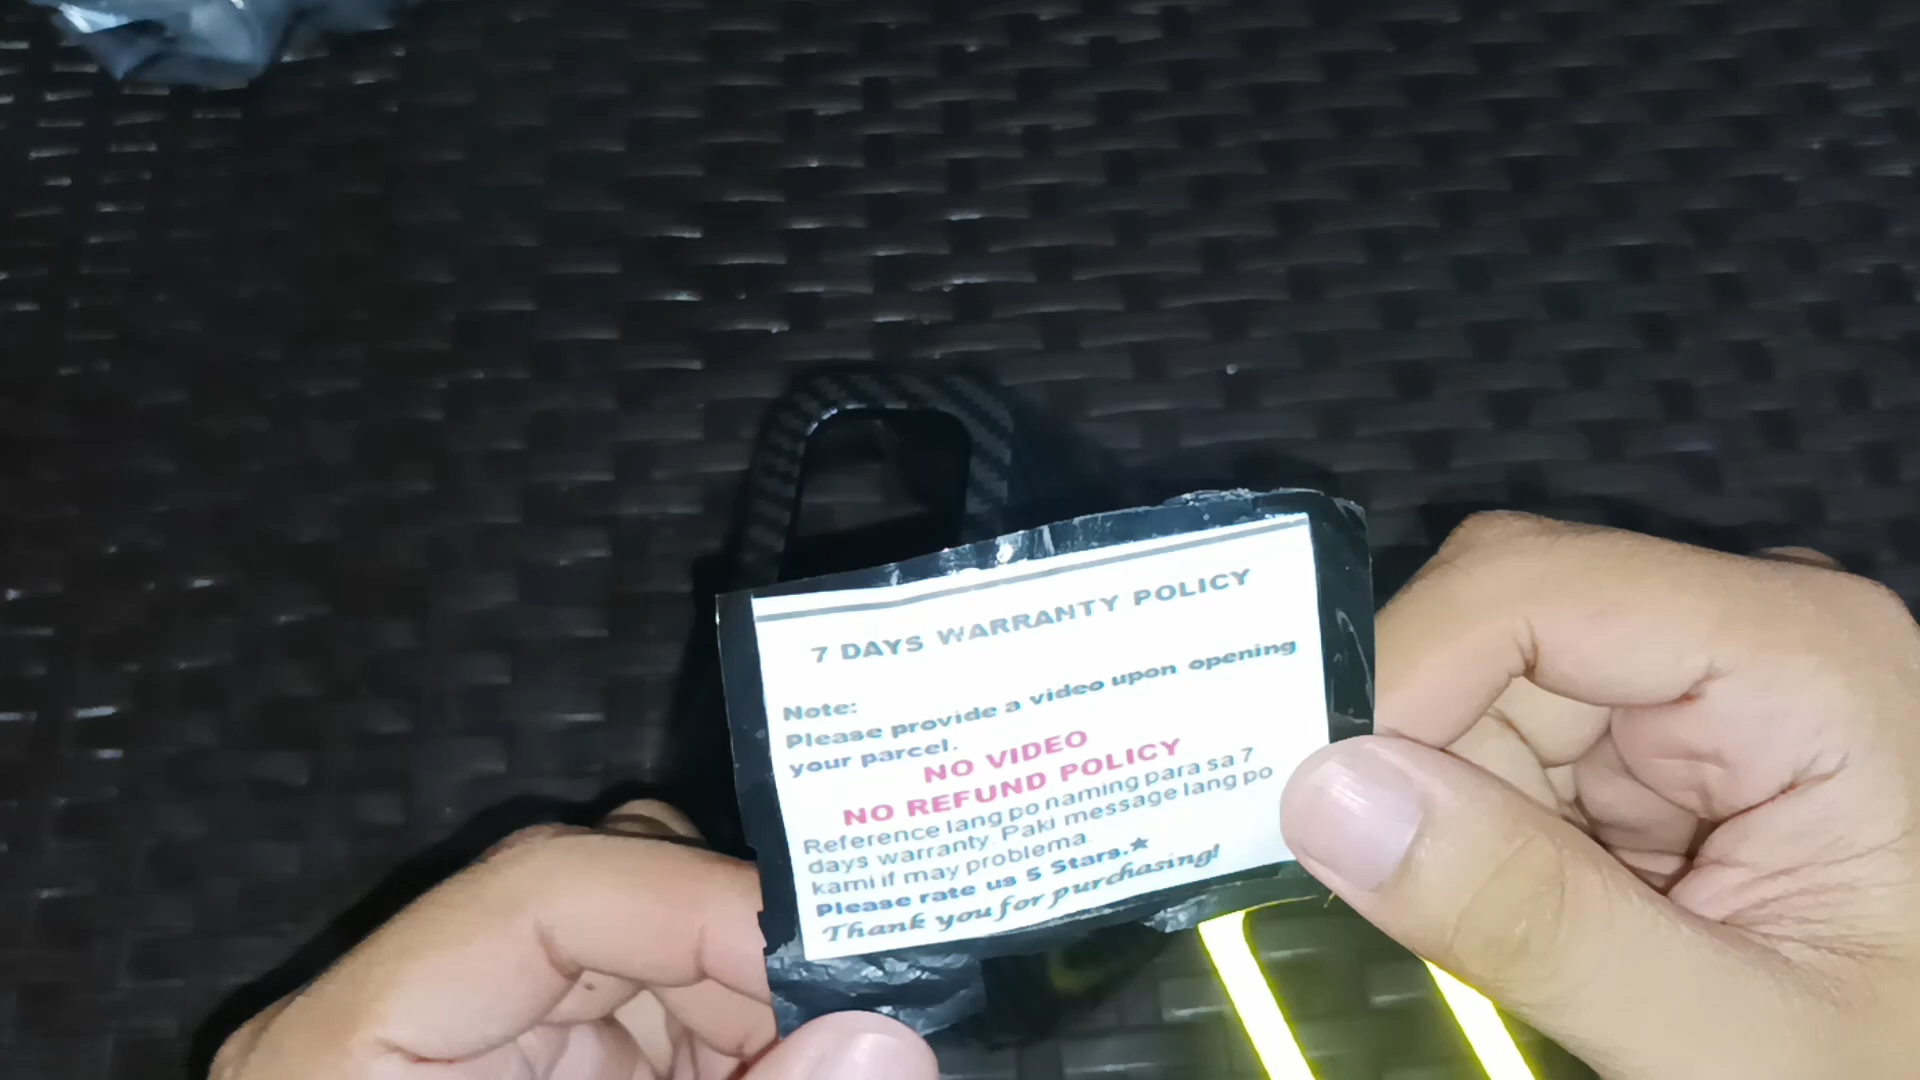 7 DAYS WARRANTY POLICY
Note:
Please provide a video upon opening
your parcel.
NO VIDEO
NO REFUND POLICY
Reference lang po naming para sa 7
days warranty. Paki message lang po
kami if may problema
Please rate us 5 Stars.★
Thank you for purchasing!